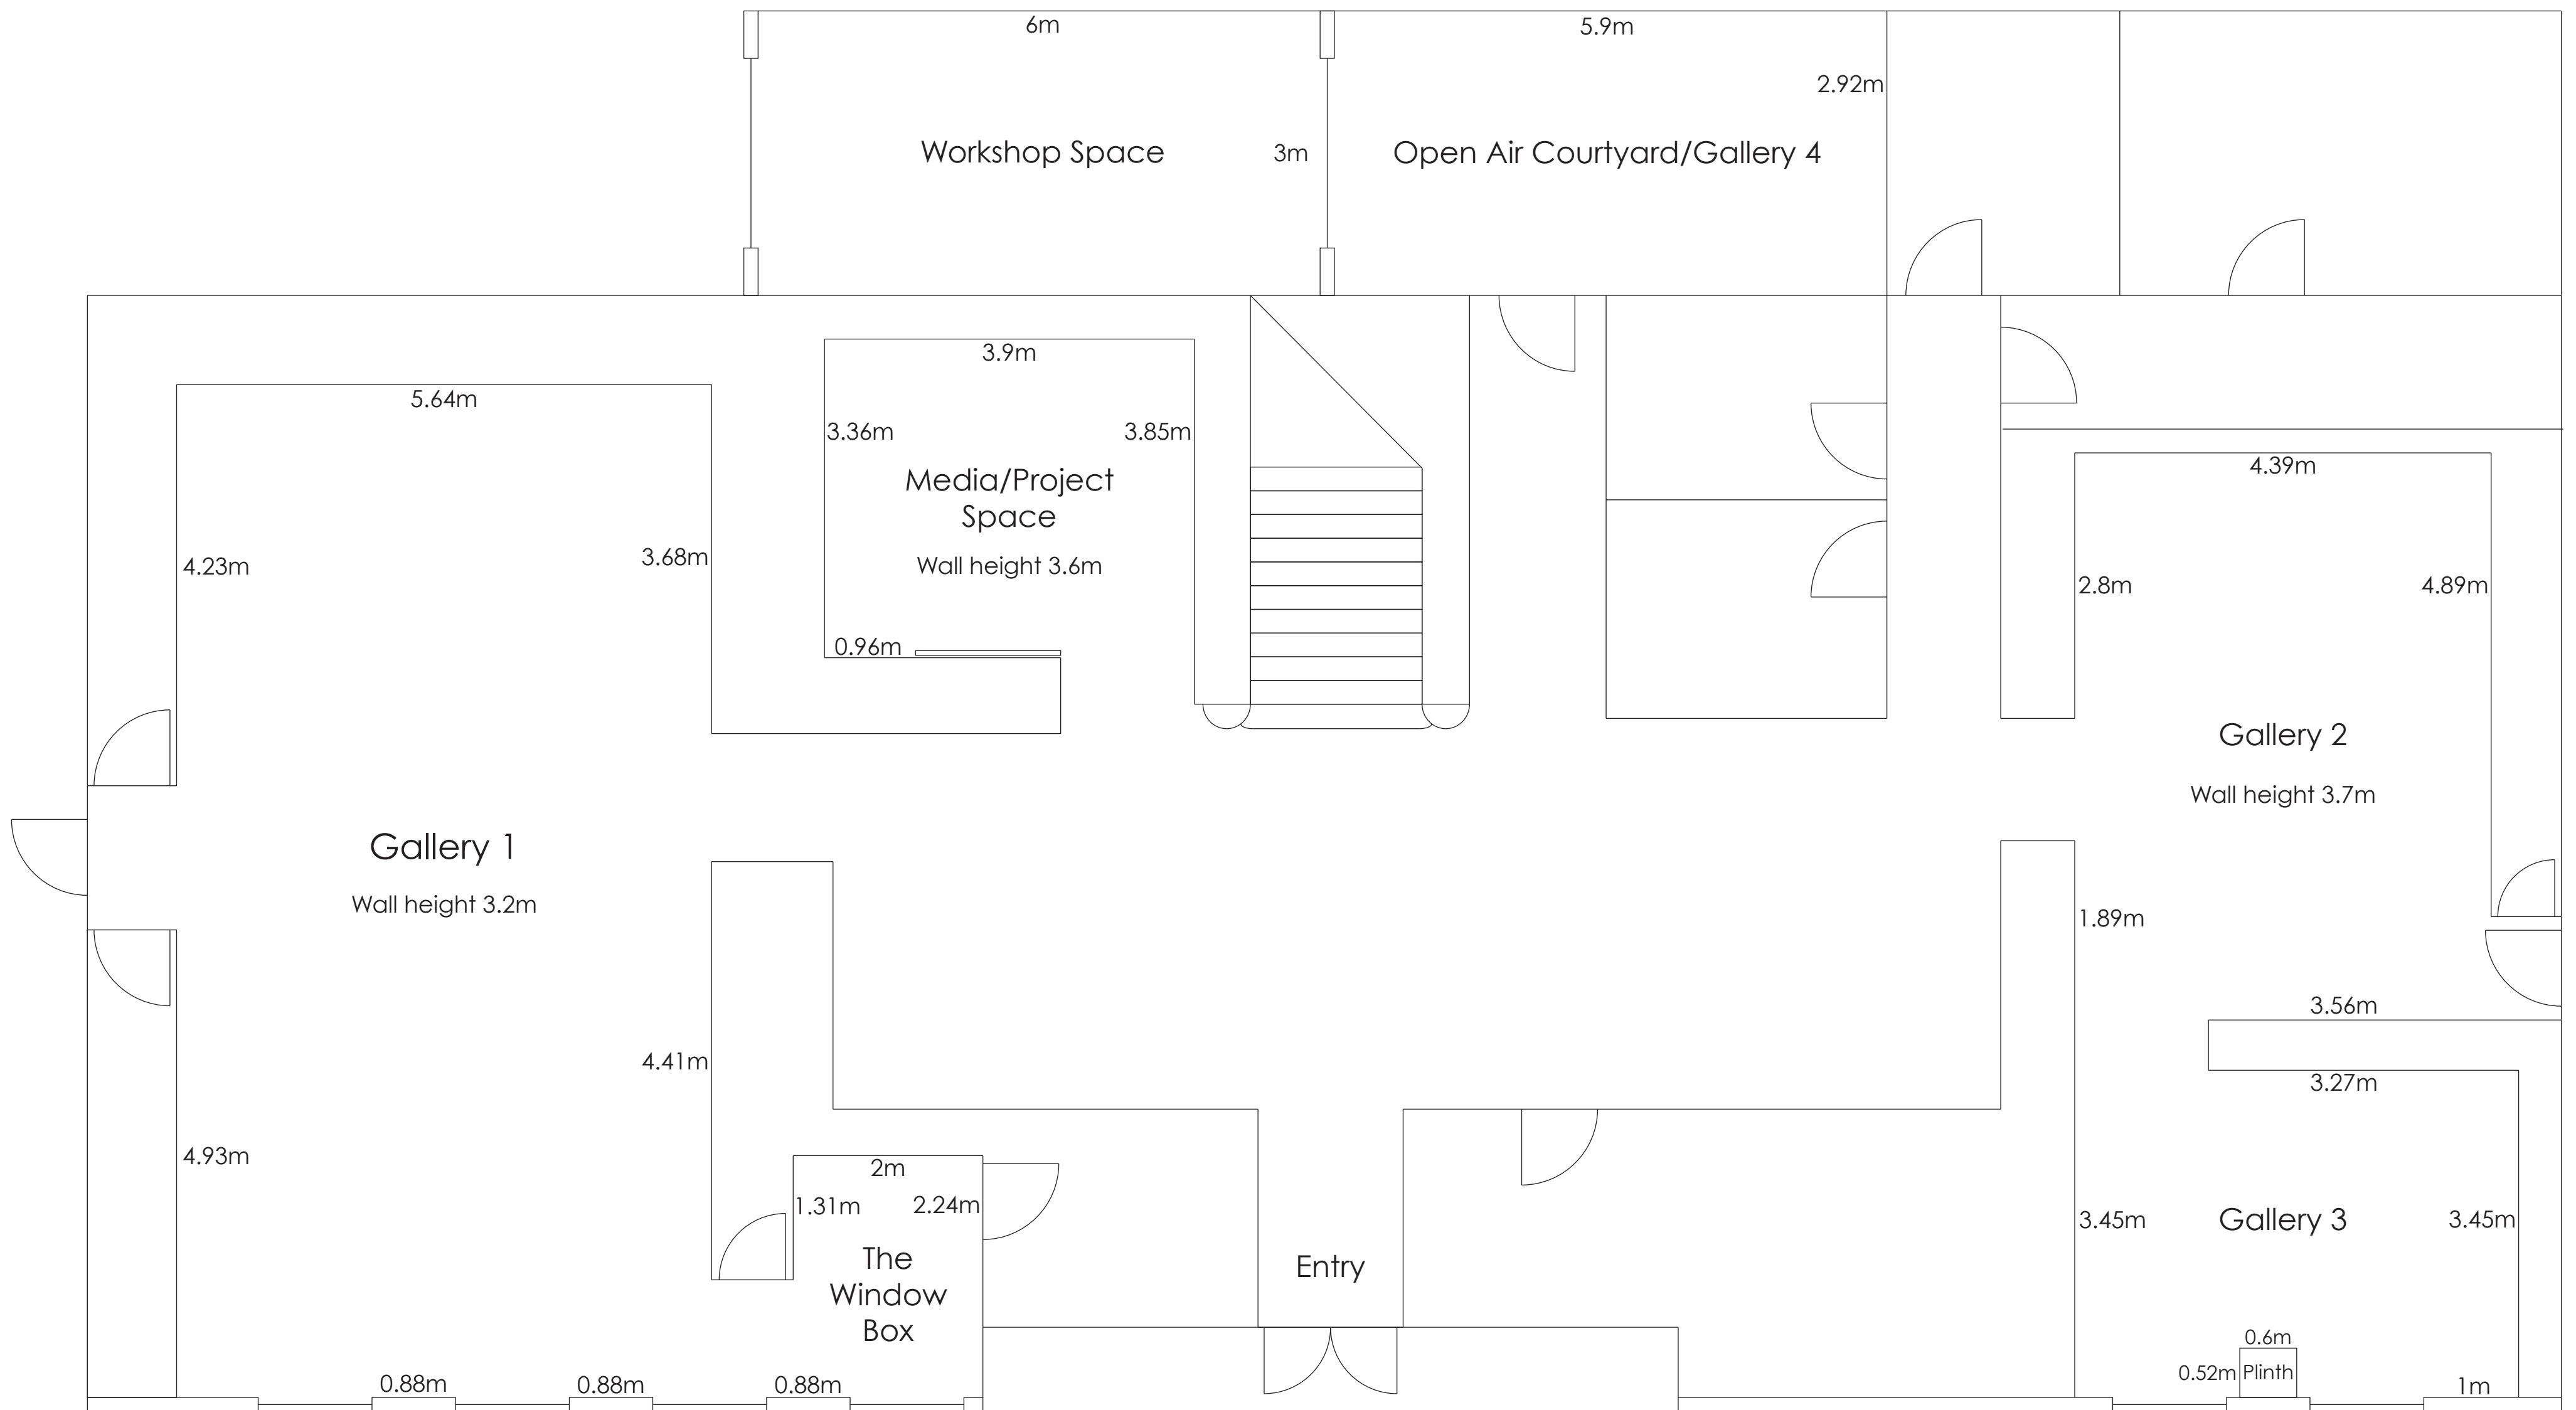 6m
5.9m
2.92m
Workshop Space
3m
Open Air Courtyard/Gallery 4
3.9m
5.64m
3.36m
3.85m
Media/Project
Space
Wall height 3.6m
4.23m
3.68m
0.96m
4.39m
2.8m
4.89m
Gallery 2
Wall height 3.7m
Gallery 1
Wall height 3.2m
1.89m
3.56m
3.27m
4.41m
4.93m
2m
1.31m
2.24m
The
Window
Box
Entry
3.45m
Gallery 3
3.45m
0.6m
0.52m
Plinth
1m
0.88m
0.88m
0.88m